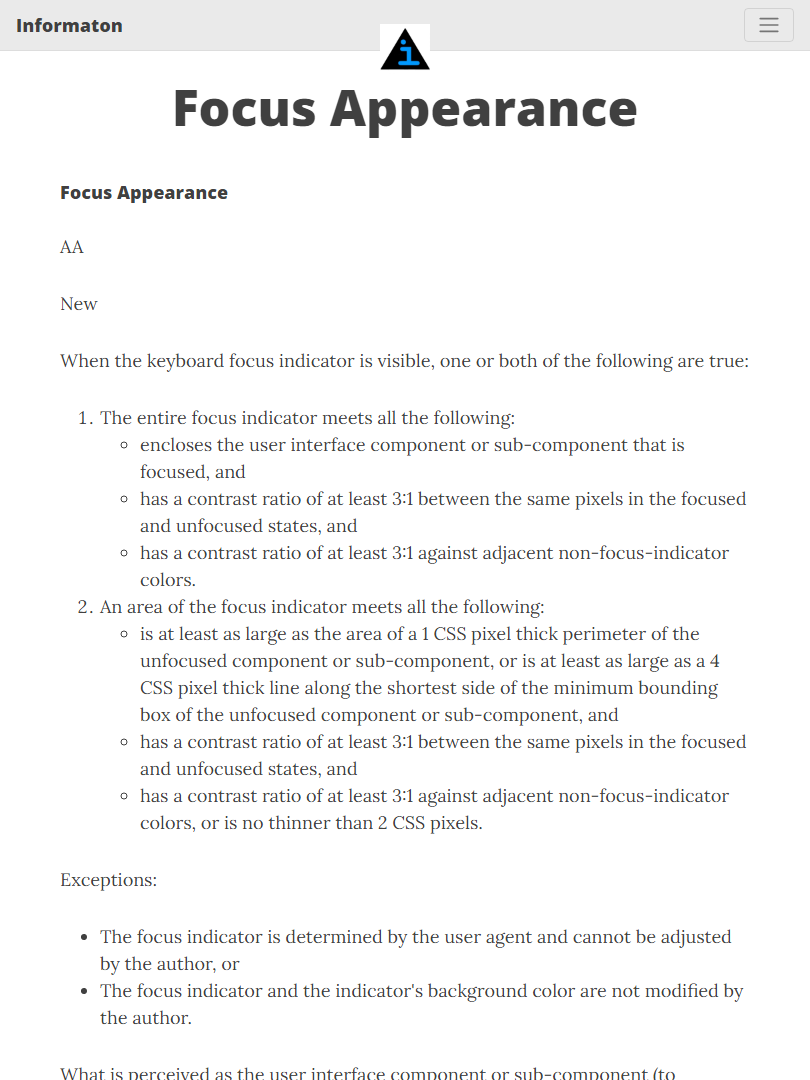 Informaton
i
Focus Appearance
Focus Appearance
AA
New
When the keyboard focus indicator is visible, one or both of the following are true:
1. The entire focus indicator meets all the following:
◦ encloses the user interface component or sub-component that is
focused, and
◦ has a contrast ratio of at least 3:1 between the same pixels in the focused
and unfocused states, and
◦ has a contrast ratio of at least 3:1 against adjacent non-focus-indicator
colors.
2. An area of the focus indicator meets all the following:
◦ is at least as large as the area of a 1 CSS pixel thick perimeter of the
unfocused component or sub-component, or is at least as large as a 4
CSS pixel thick line along the shortest side of the minimum bounding
box of the unfocused component or sub-component, and
◦ has a contrast ratio of at least 3:1 between the same pixels in the focused
and unfocused states, and
◦ has a contrast ratio of at least 3:1 against adjacent non-focus-indicator
colors, or is no thinner than 2 CSS pixels.
Exceptions:
• The focus indicator is determined by the user agent and cannot be adjusted
by the author, or
• The focus indicator and the indicator's background color are not modified by
the author.
What is perceived as the user interface component or sub-component (to